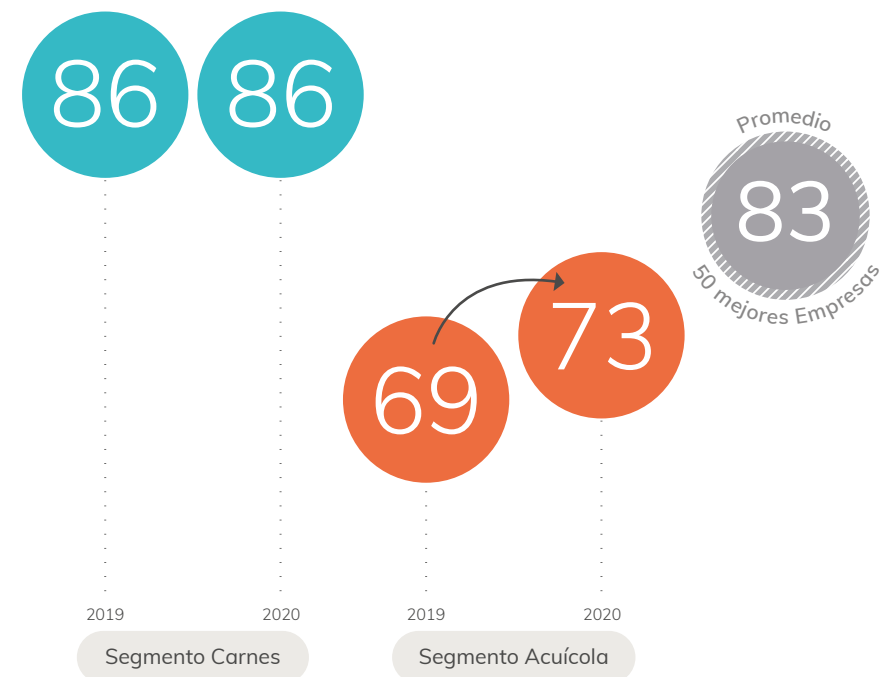 86
86
69
73
Promedio
83
50 mejores Empresas
2019
2020
2019
2020
Segmento Carnes
Segmento Acuícola